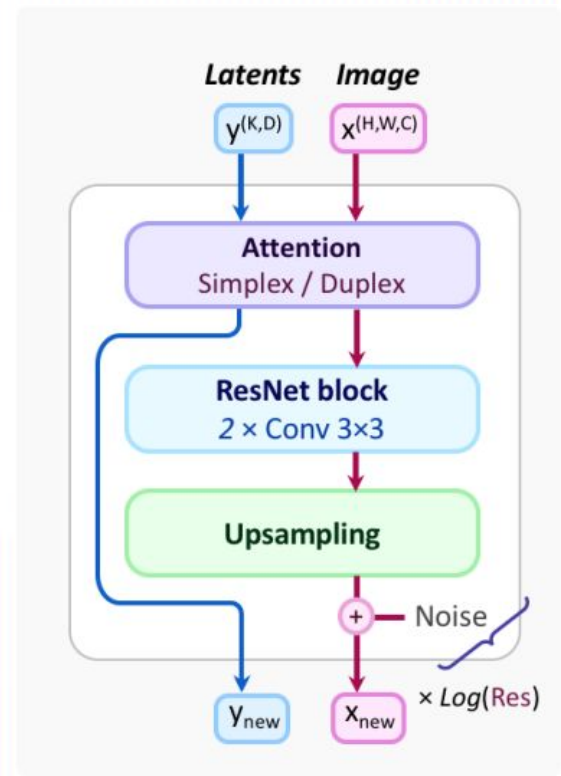 Latents Image
y(K,D) x(H,W,C)
Attention
Simplex / Duplex
ResNet block
2 × Conv 3×3
Upsampling
+ Noise
× Log(Res)
ynew xnew